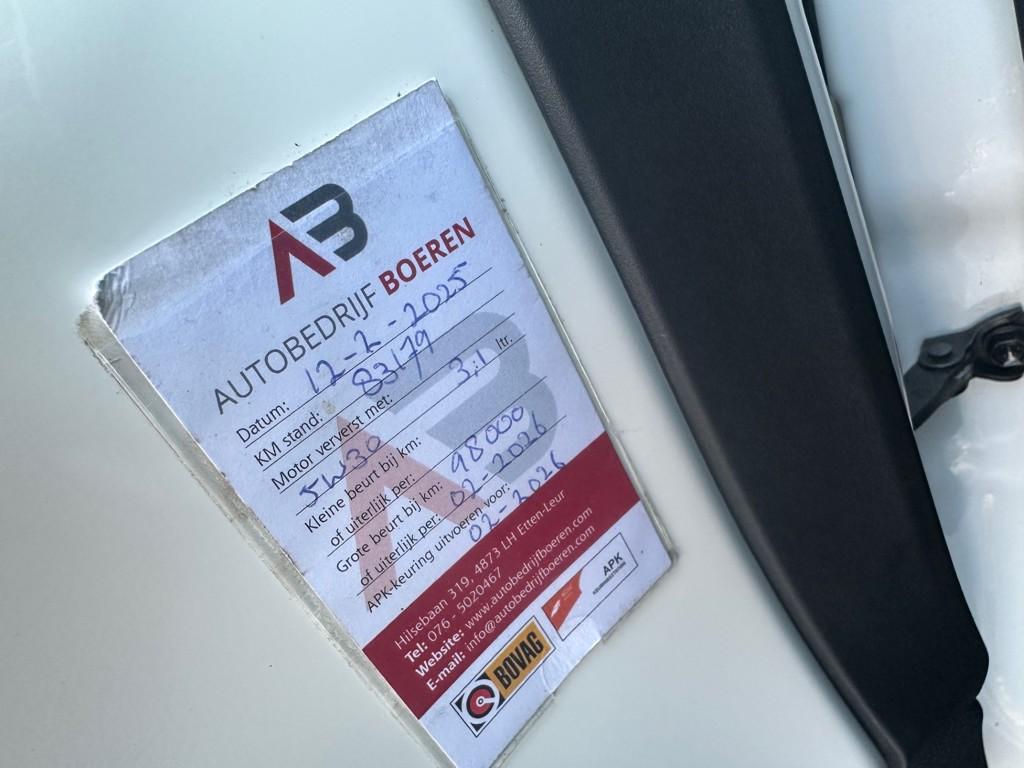 AB
AUTOBEDRIJF BOEREN
Datum: 12-2-2025
KM stand: 83179
Motor ververst met: 3,1 ltr.
5W30
Kleine beurt bij km:
of uiterlijk per:
Grote beurt bij km: 98000
of uiterlijk per: 02-2026
APK-keuring uitvoeren voor:
02-2026
Hilsebaan 319, 4873 LH Etten-Leur
Tel: 076 - 5020467
Website: www.autobedrijfboeren.com
E-mail: info@autobedrijfboeren.com
BOVAG
APK